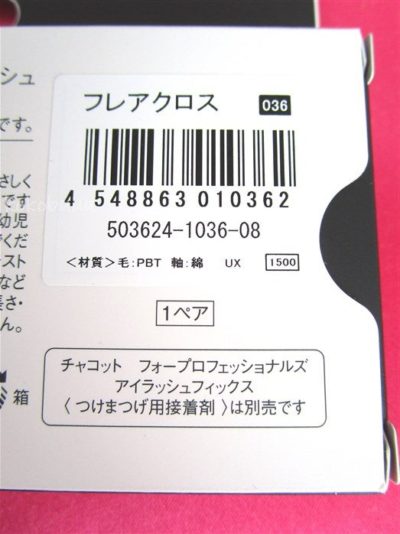 ッシュ
です。
フレアクロス 036
4 548863 010362
503624-1036-08
<材質>毛:PBT 軸:綿 UX 1500
さしく
です
幼児
でくだ
スト
など
長さ・
ん。
箱
1ペア
チャコット フォープロフェッショナルズ
アイラッシュフィックス
〈つけまつげ用接着剤〉は別売です